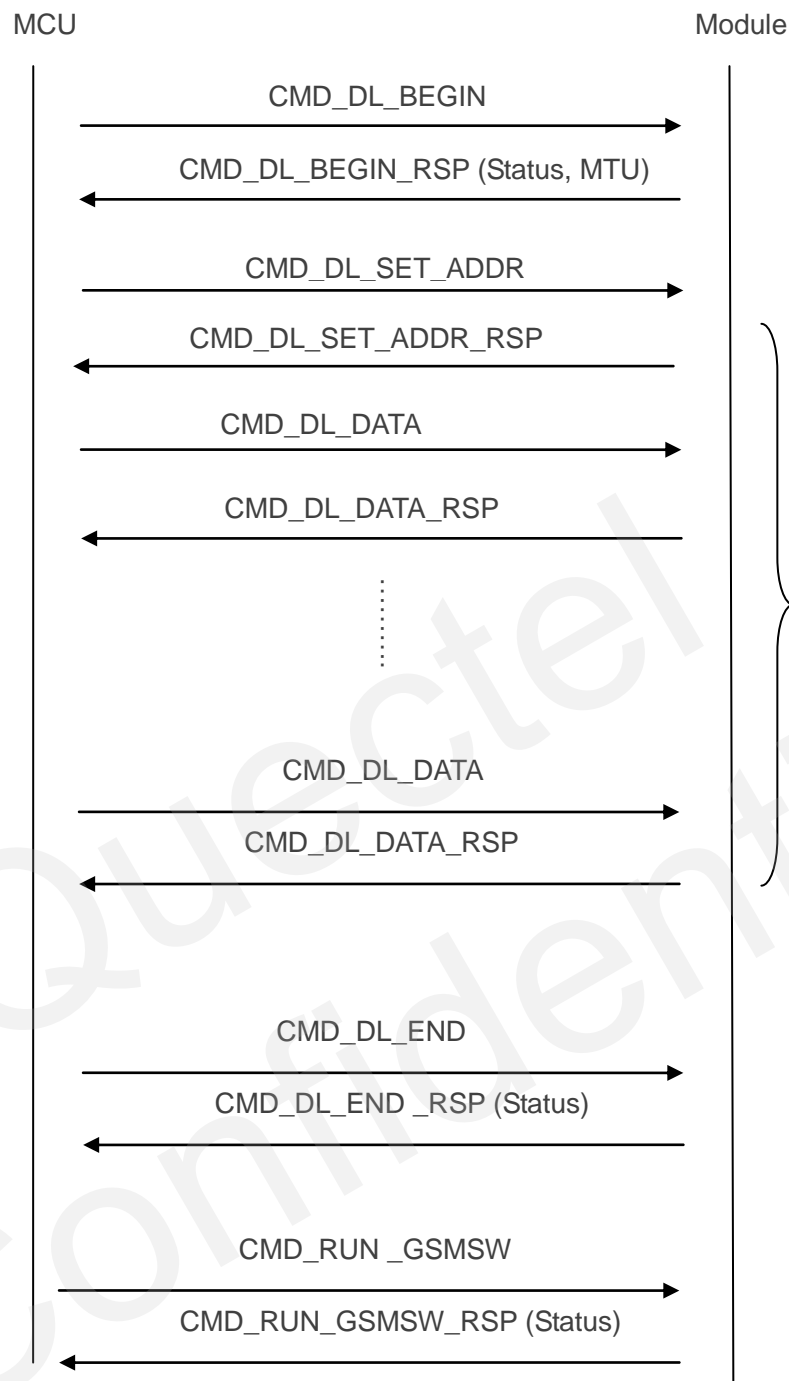 MCU Module
CMD_DL_BEGIN
CMD_DL_BEGIN_RSP (Status, MTU)
CMD_DL_SET_ADDR
CMD_DL_SET_ADDR_RSP
CMD_DL_DATA
CMD_DL_DATA_RSP
CMD_DL_DATA
CMD_DL_DATA_RSP
CMD_DL_END
CMD_DL_END _RSP (Status)
CMD_RUN _GSMSW
CMD_RUN_GSMSW_RSP (Status)
Quectel